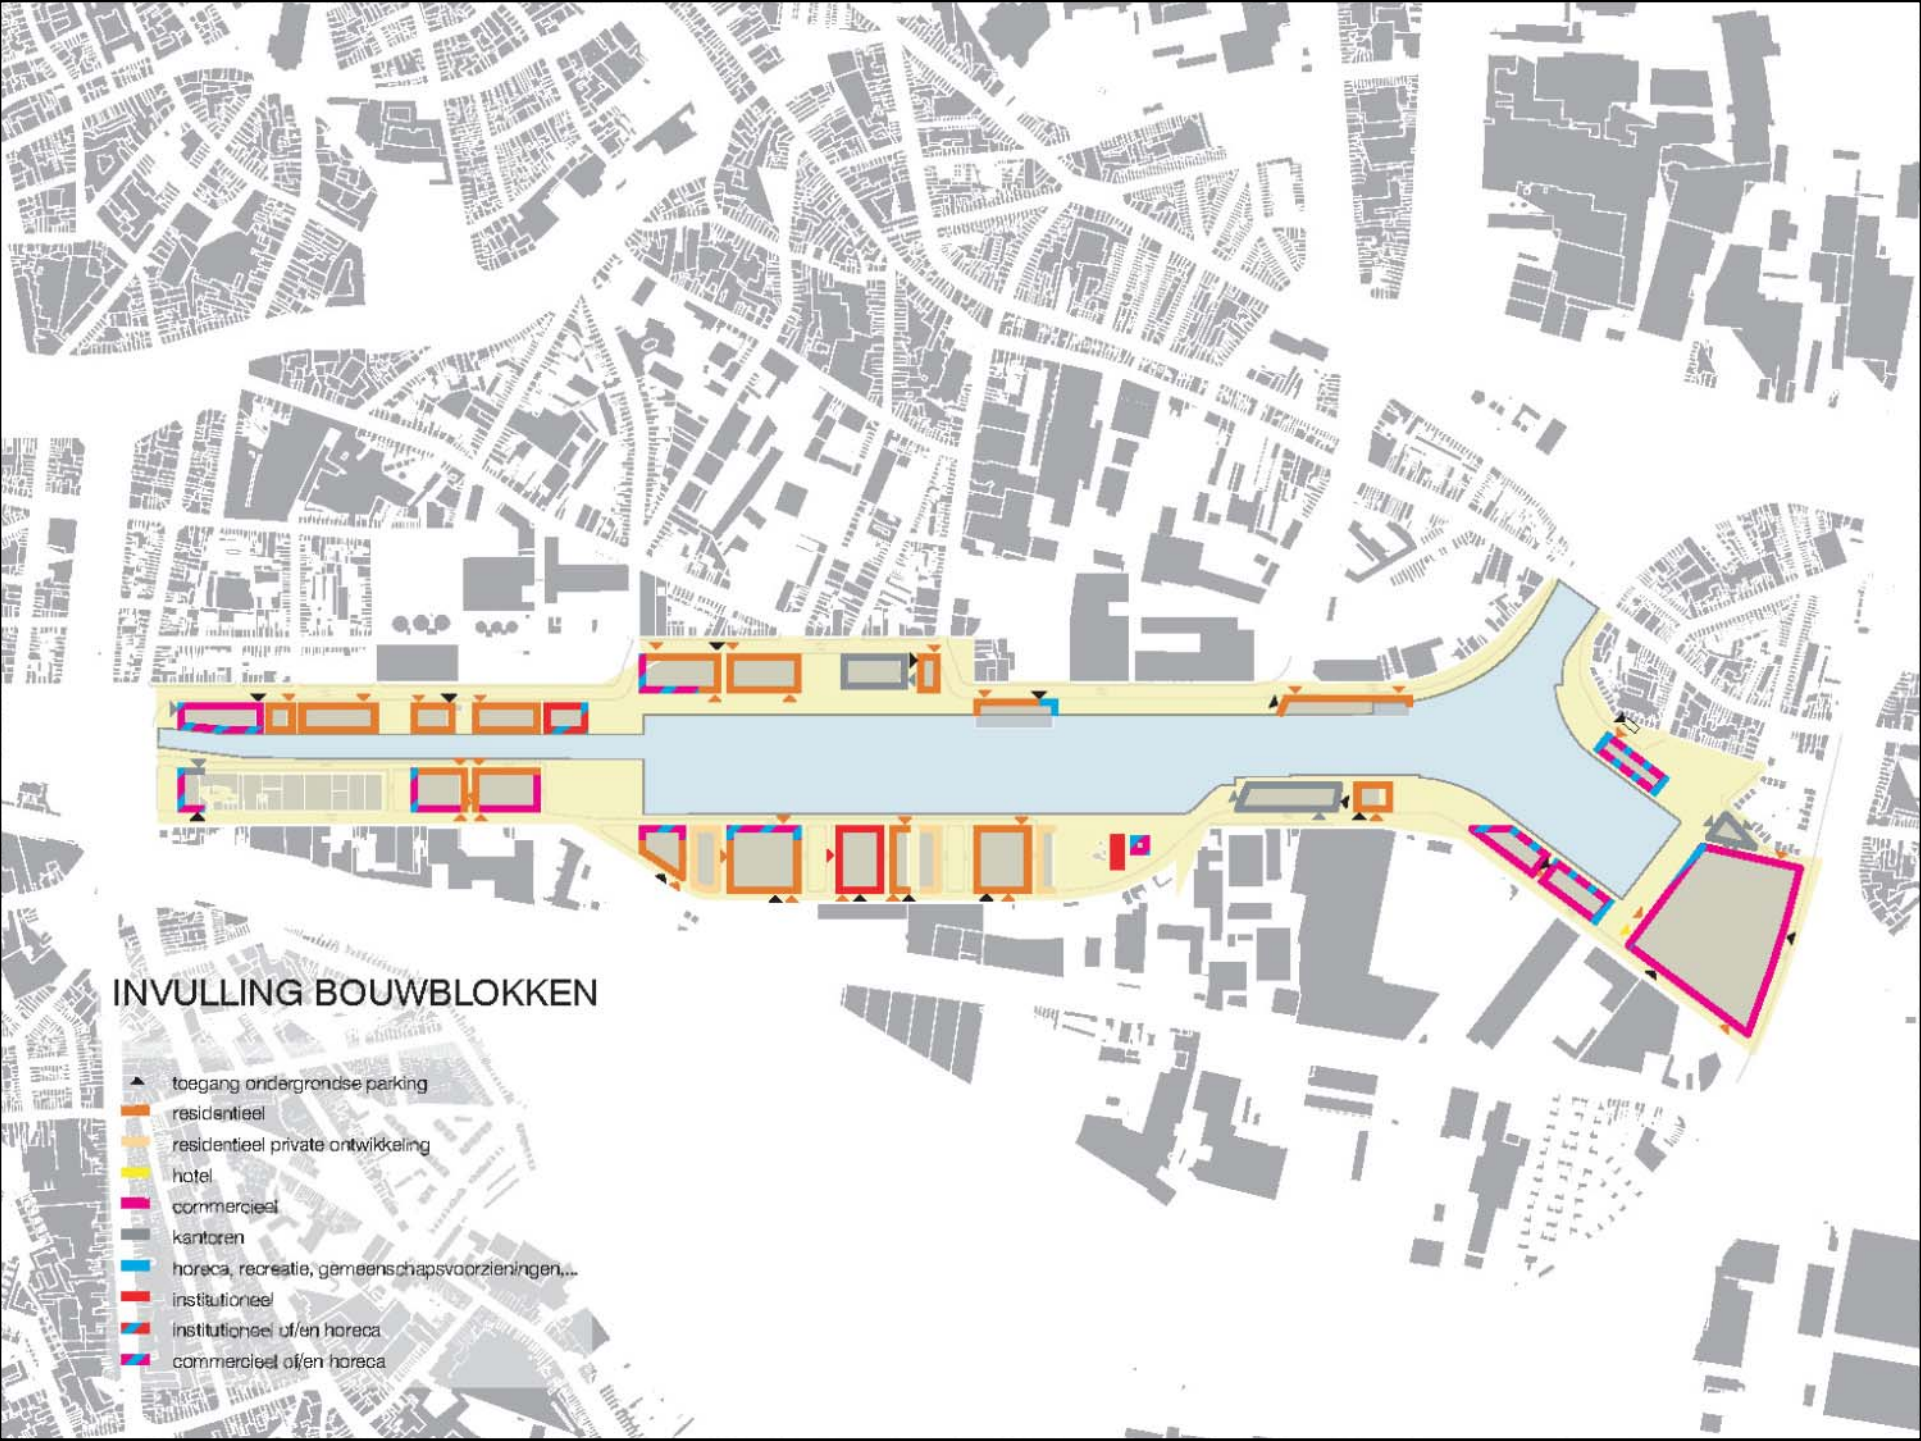 INVULLING BOUWBLOKKEN
toegang ondergrondse parking
residentieel
residentieel private ontwikkeling
hotel
commercieel
kantoren
horeca, recreatie, gemeenschapsvoorzieningen,...
institutioneel
institutioneel of/en horeca
commercieel of/en horeca